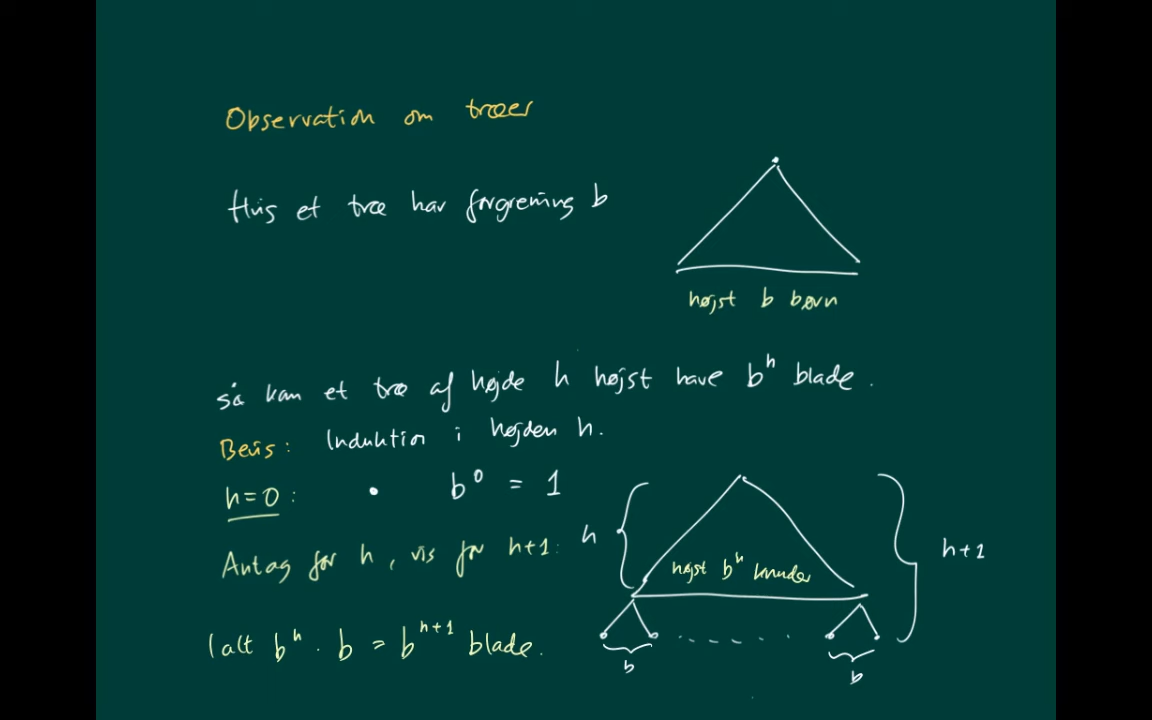 Observation om træer
Hvis et træ har forgrening b
højst b børn
så kan et træ af højde h højst have b^h blade.
Bevis: Induktion i højden h.
h=0: b^0 = 1
Antag for h, vis for h+1:
h
højst b^h knuder
h+1
Ialt b^h · b = b^{h+1} blade.
b
b